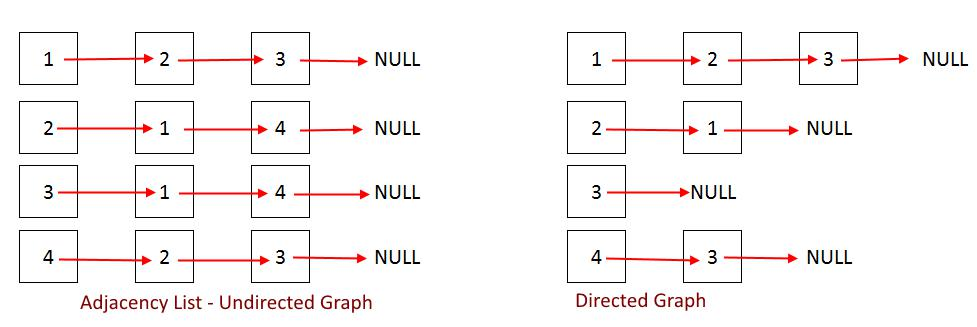 1 2 3 NULL
2 1 4 NULL
3 1 4 NULL
4 2 3 NULL
Adjacency List - Undirected Graph
1 2 3 NULL
2 1 NULL
3 NULL
4 3 NULL
Directed Graph